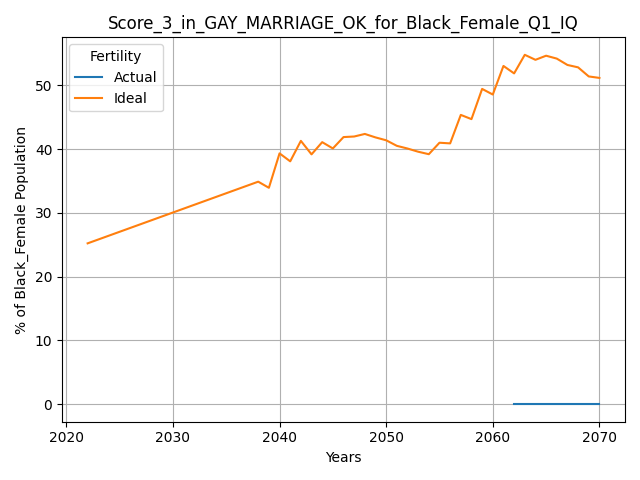 Score_3_in_GAY_MARRIAGE_OK_for_Black_Female_Q1_IQ
Fertility
Actual
Ideal
% of Black_Female Population
50
40
30
20
10
0
2020 2030 2040 2050 2060 2070
Years